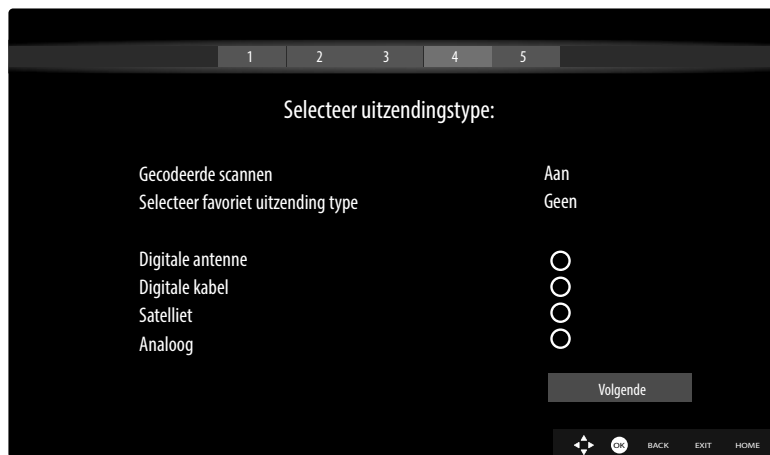 1 2 3 4 5
Selecteer uitzendingstype:
Gecodeerde scannen Aan
Selecteer favoriet uitzending type Geen
Digitale antenne
Digitale kabel
Satelliet
Analoog
Volgende
OK BACK EXIT HOME